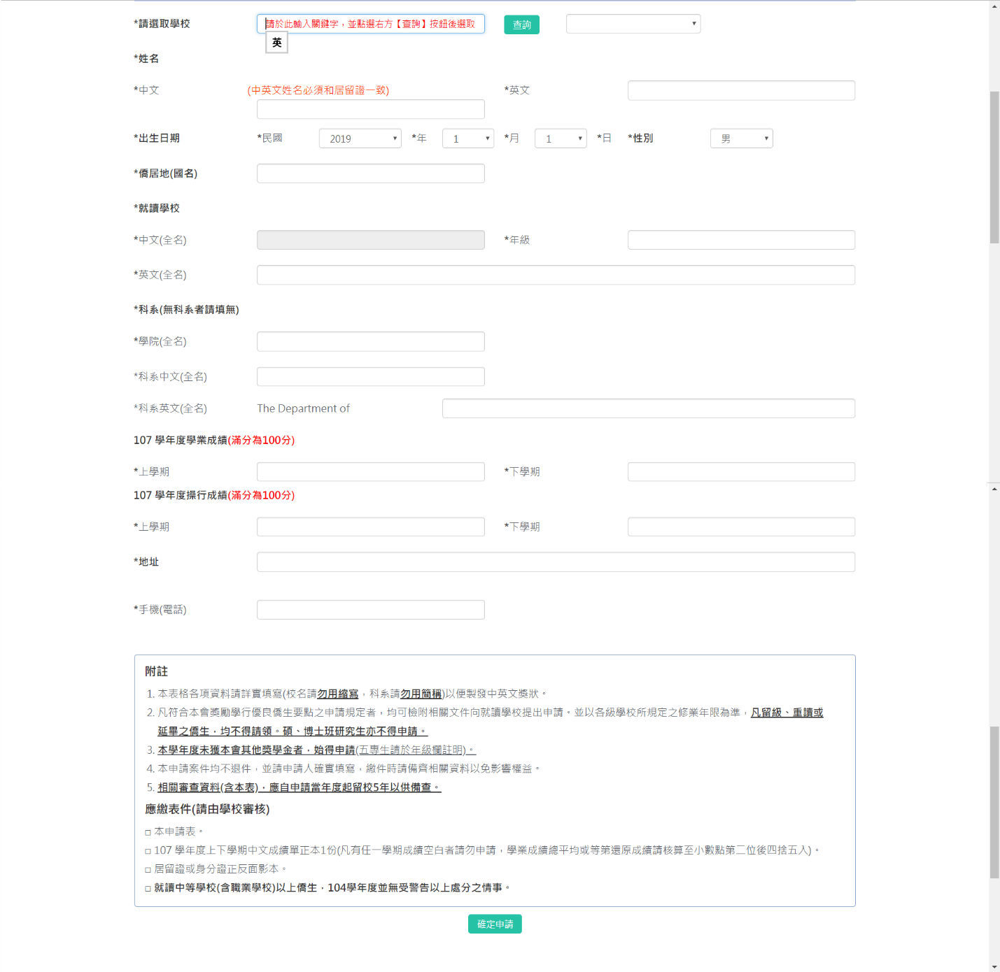 *請選取學校 請於此輸入關鍵字，並點選右方【查詢】按鈕後選取 查詢
英
*姓名
*中文 (中英文姓名必須和居留證一致) *英文
*出生日期 *民國 2019 *年 1 *月 1 *日 *性別 男
*僑居地(國名)
*就讀學校
*中文(全名) *年級
*英文(全名)
*科系(無科系者請填無)
*學院(全名)
*科系中文(全名)
*科系英文(全名) The Department of
107 學年度學業成績(滿分為100分)
*上學期 *下學期
107 學年度操行成績(滿分為100分)
*上學期 *下學期
*地址
*手機(電話)
附註
1. 本表格各項資料請詳實填寫(校名請勿用縮寫，科系請勿用簡稱)以便製發中英文獎狀。
2. 凡符合本會獎勵學行優良僑生要點之申請規定者，均可檢附相關文件向就讀學校提出申請。並以各級學校所規定之修業年限為準，凡留級、重讀或
延畢之僑生，均不得請領。碩、博士班研究生亦不得申請。
3. 本學年度未獲本會其他獎學金者，始得申請(五專生請於年級欄註明)。
4. 本申請案件均不退件，並請申請人確實填寫，繳件時請備齊相關資料以免影響權益。
5. 相關審查資料(含本表)，應自申請當年度起留校5年以供備查。
應繳表件(請由學校審核)
□ 本申請表。
□ 107 學年度上下學期中文成績單正本1份(凡有任一學期成績空白者請勿申請，學業成績總平均或等第還原成績請核算至小數點第二位後四捨五入)。
□ 居留證或身分證正反面影本。
□ 就讀中等學校(含職業學校)以上僑生，104學年度並無受警告以上處分之情事。
確定申請